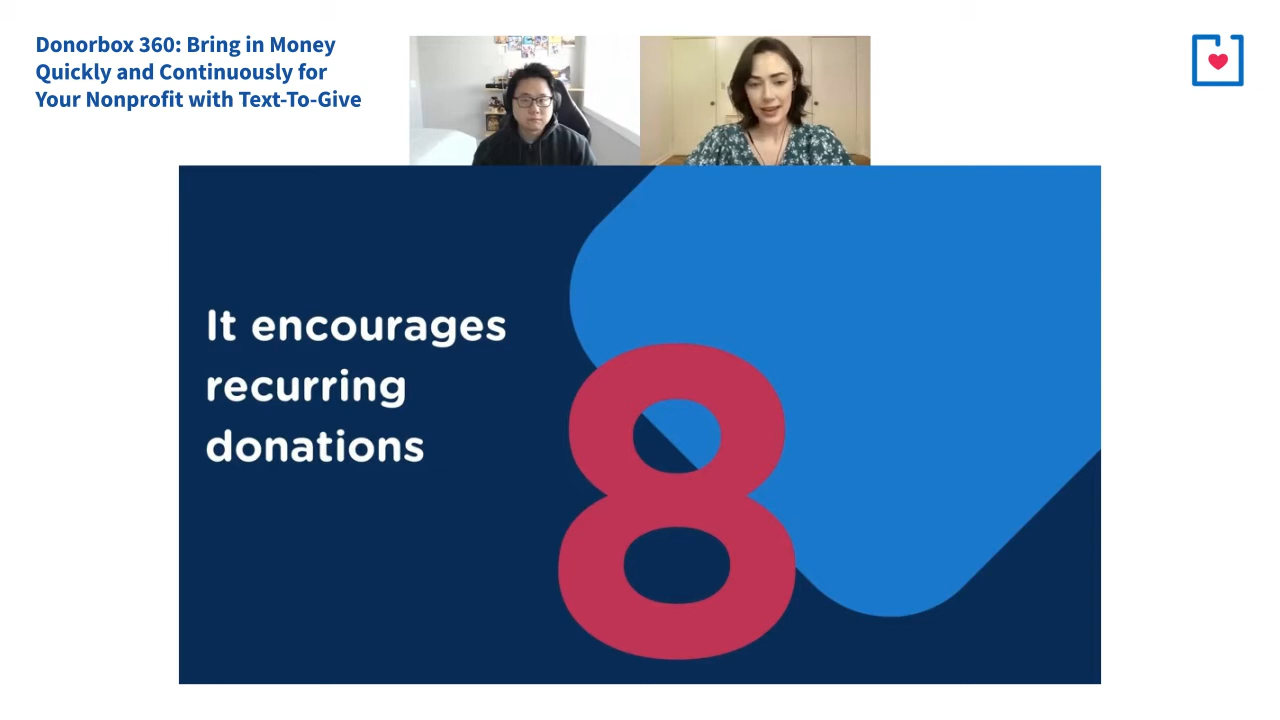 Donorbox 360: Bring in Money
Quickly and Continuously for
Your Nonprofit with Text-To-Give
It encourages
recurring
donations
8